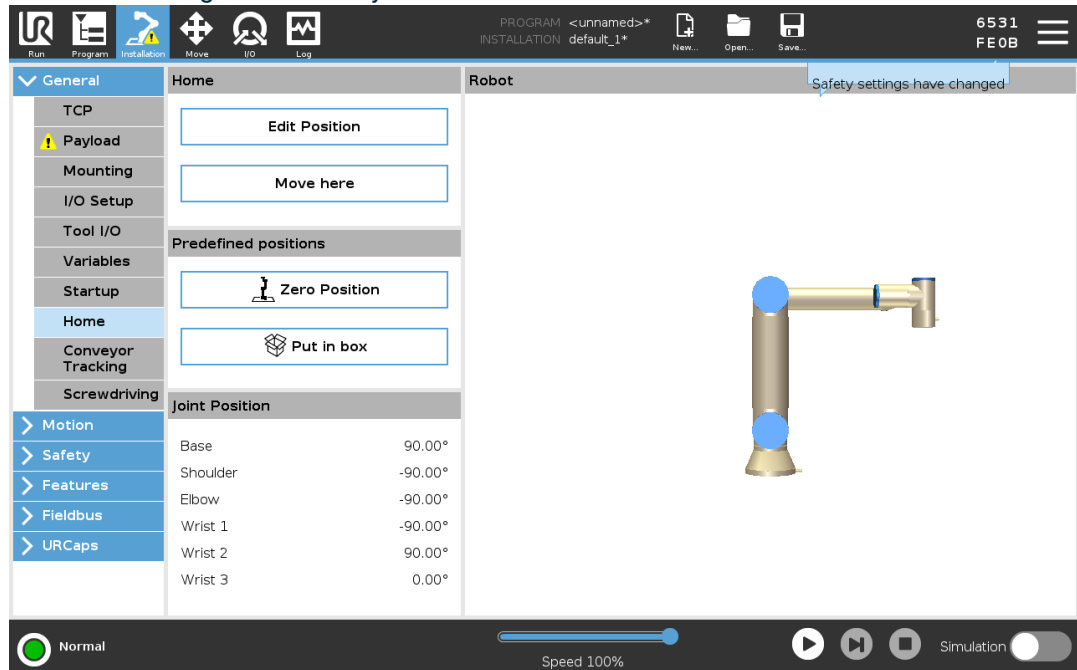 PROGRAM <unnamed>*
INSTALLATION default_1*
6531
FE0B
Run
Program
Installation
Move
I/O
Log
New...
Open...
Save...
Safety settings have changed
General
TCP
Payload
Mounting
I/O Setup
Tool I/O
Variables
Startup
Home
Conveyor
Tracking
Screwdriving
Motion
Safety
Features
Fieldbus
URCaps
Home
Edit Position
Move here
Predefined positions
Zero Position
Put in box
Joint Position
Base 90.00°
Shoulder -90.00°
Elbow -90.00°
Wrist 1 -90.00°
Wrist 2 90.00°
Wrist 3 0.00°
Robot
Normal
Speed 100%
Simulation